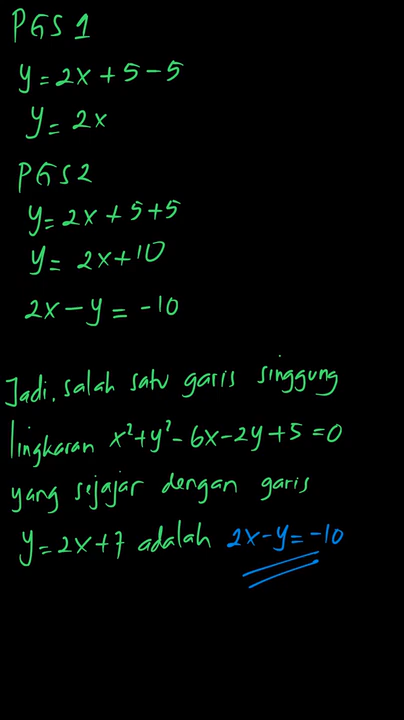 PGS 1
y = 2x + 5 - 5
y = 2x
PGS 2
y = 2x + 5 + 5
y = 2x + 10
2x - y = -10
Jadi, salah satu garis singgung
lingkaran x² + y² - 6x - 2y + 5 = 0
yang sejajar dengan garis
y = 2x + 7 adalah 2x - y = -10